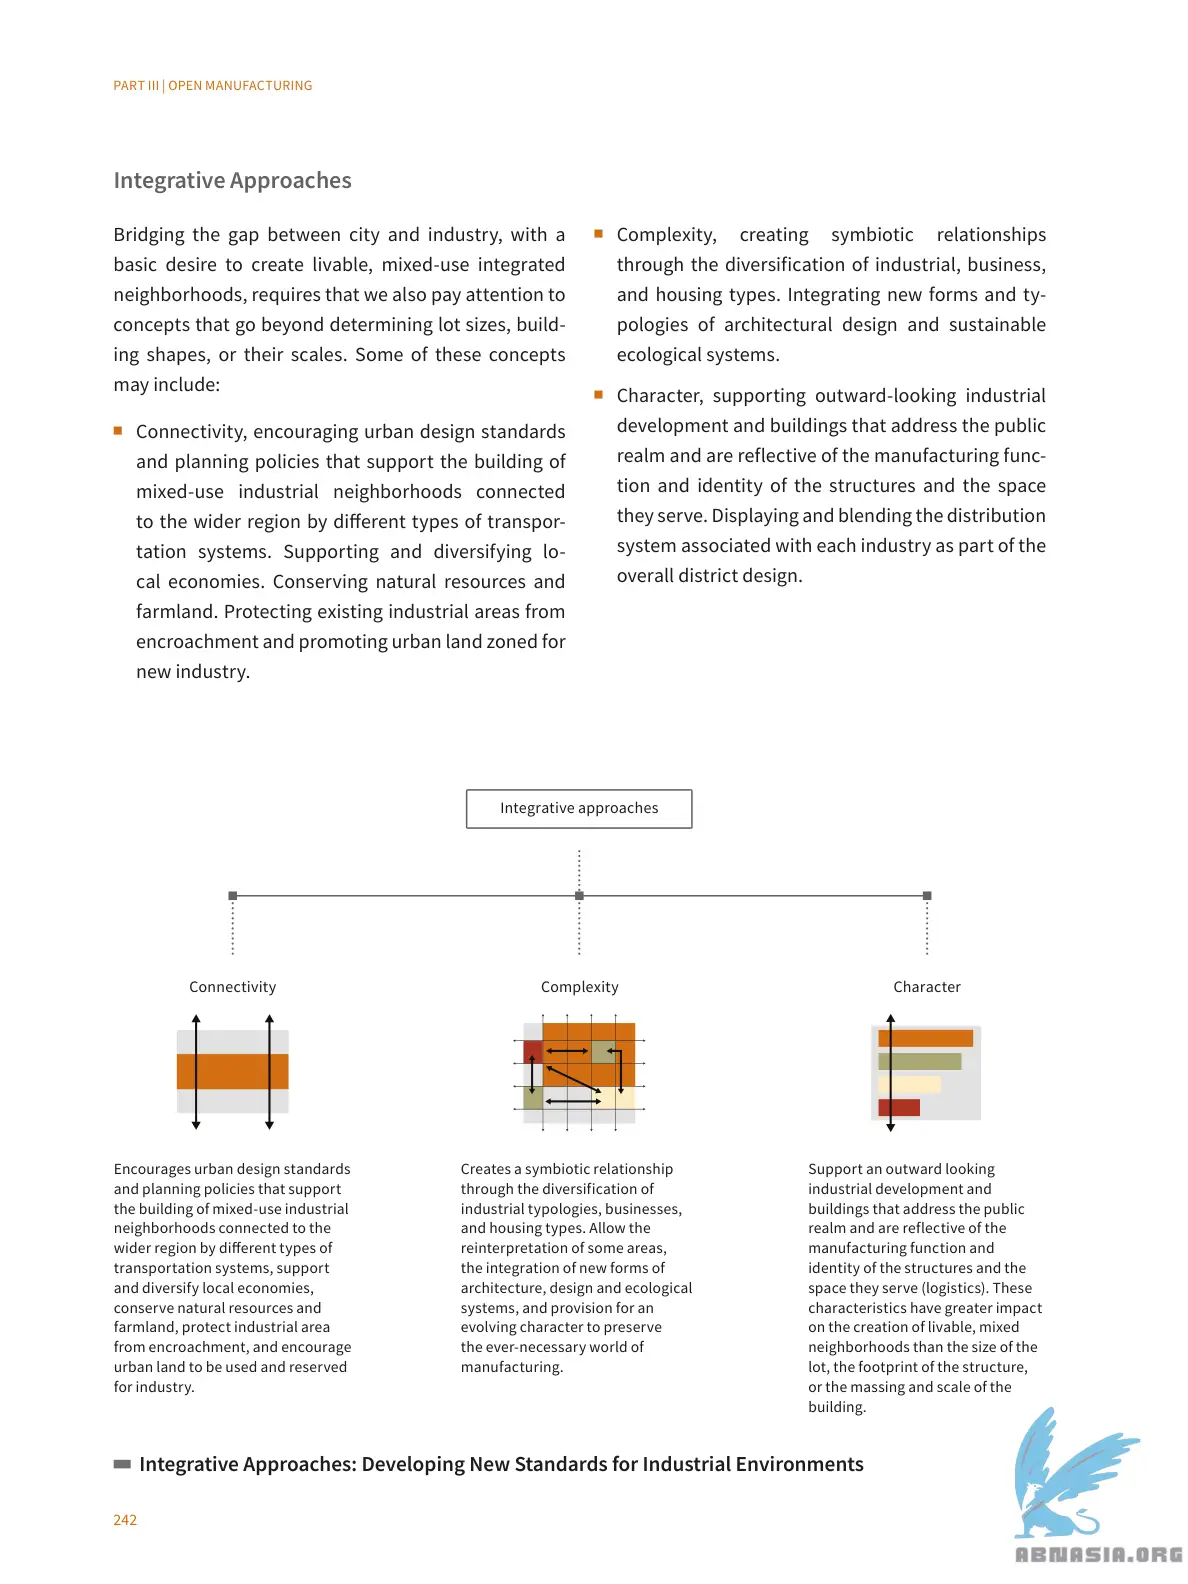 PART III | OPEN MANUFACTURING
Integrative Approaches
Bridging the gap between city and industry, with a
basic desire to create livable, mixed-use integrated
neighborhoods, requires that we also pay attention to
concepts that go beyond determining lot sizes, build-
ing shapes, or their scales. Some of these concepts
may include:
Connectivity, encouraging urban design standards
and planning policies that support the building of
mixed-use industrial neighborhoods connected
to the wider region by different types of transpor-
tation systems. Supporting and diversifying lo-
cal economies. Conserving natural resources and
farmland. Protecting existing industrial areas from
encroachment and promoting urban land zoned for
new industry.
Complexity, creating symbiotic relationships
through the diversification of industrial, business,
and housing types. Integrating new forms and ty-
pologies of architectural design and sustainable
ecological systems.
Character, supporting outward-looking industrial
development and buildings that address the public
realm and are reflective of the manufacturing func-
tion and identity of the structures and the space
they serve. Displaying and blending the distribution
system associated with each industry as part of the
overall district design.
Integrative approaches
Connectivity
Encourages urban design standards
and planning policies that support
the building of mixed-use industrial
neighborhoods connected to the
wider region by different types of
transportation systems, support
and diversify local economies,
conserve natural resources and
farmland, protect industrial area
from encroachment, and encourage
urban land to be used and reserved
for industry.
Complexity
Creates a symbiotic relationship
through the diversification of
industrial typologies, businesses,
and housing types. Allow the
reinterpretation of some areas,
the integration of new forms of
architecture, design and ecological
systems, and provision for an
evolving character to preserve
the ever-necessary world of
manufacturing.
Character
Support an outward looking
industrial development and
buildings that address the public
realm and are reflective of the
manufacturing function and
identity of the structures and the
space they serve (logistics). These
characteristics have greater impact
on the creation of livable, mixed
neighborhoods than the size of the
lot, the footprint of the structure,
or the massing and scale of the
building.
Integrative Approaches: Developing New Standards for Industrial Environments
242
ABNASIA.ORG